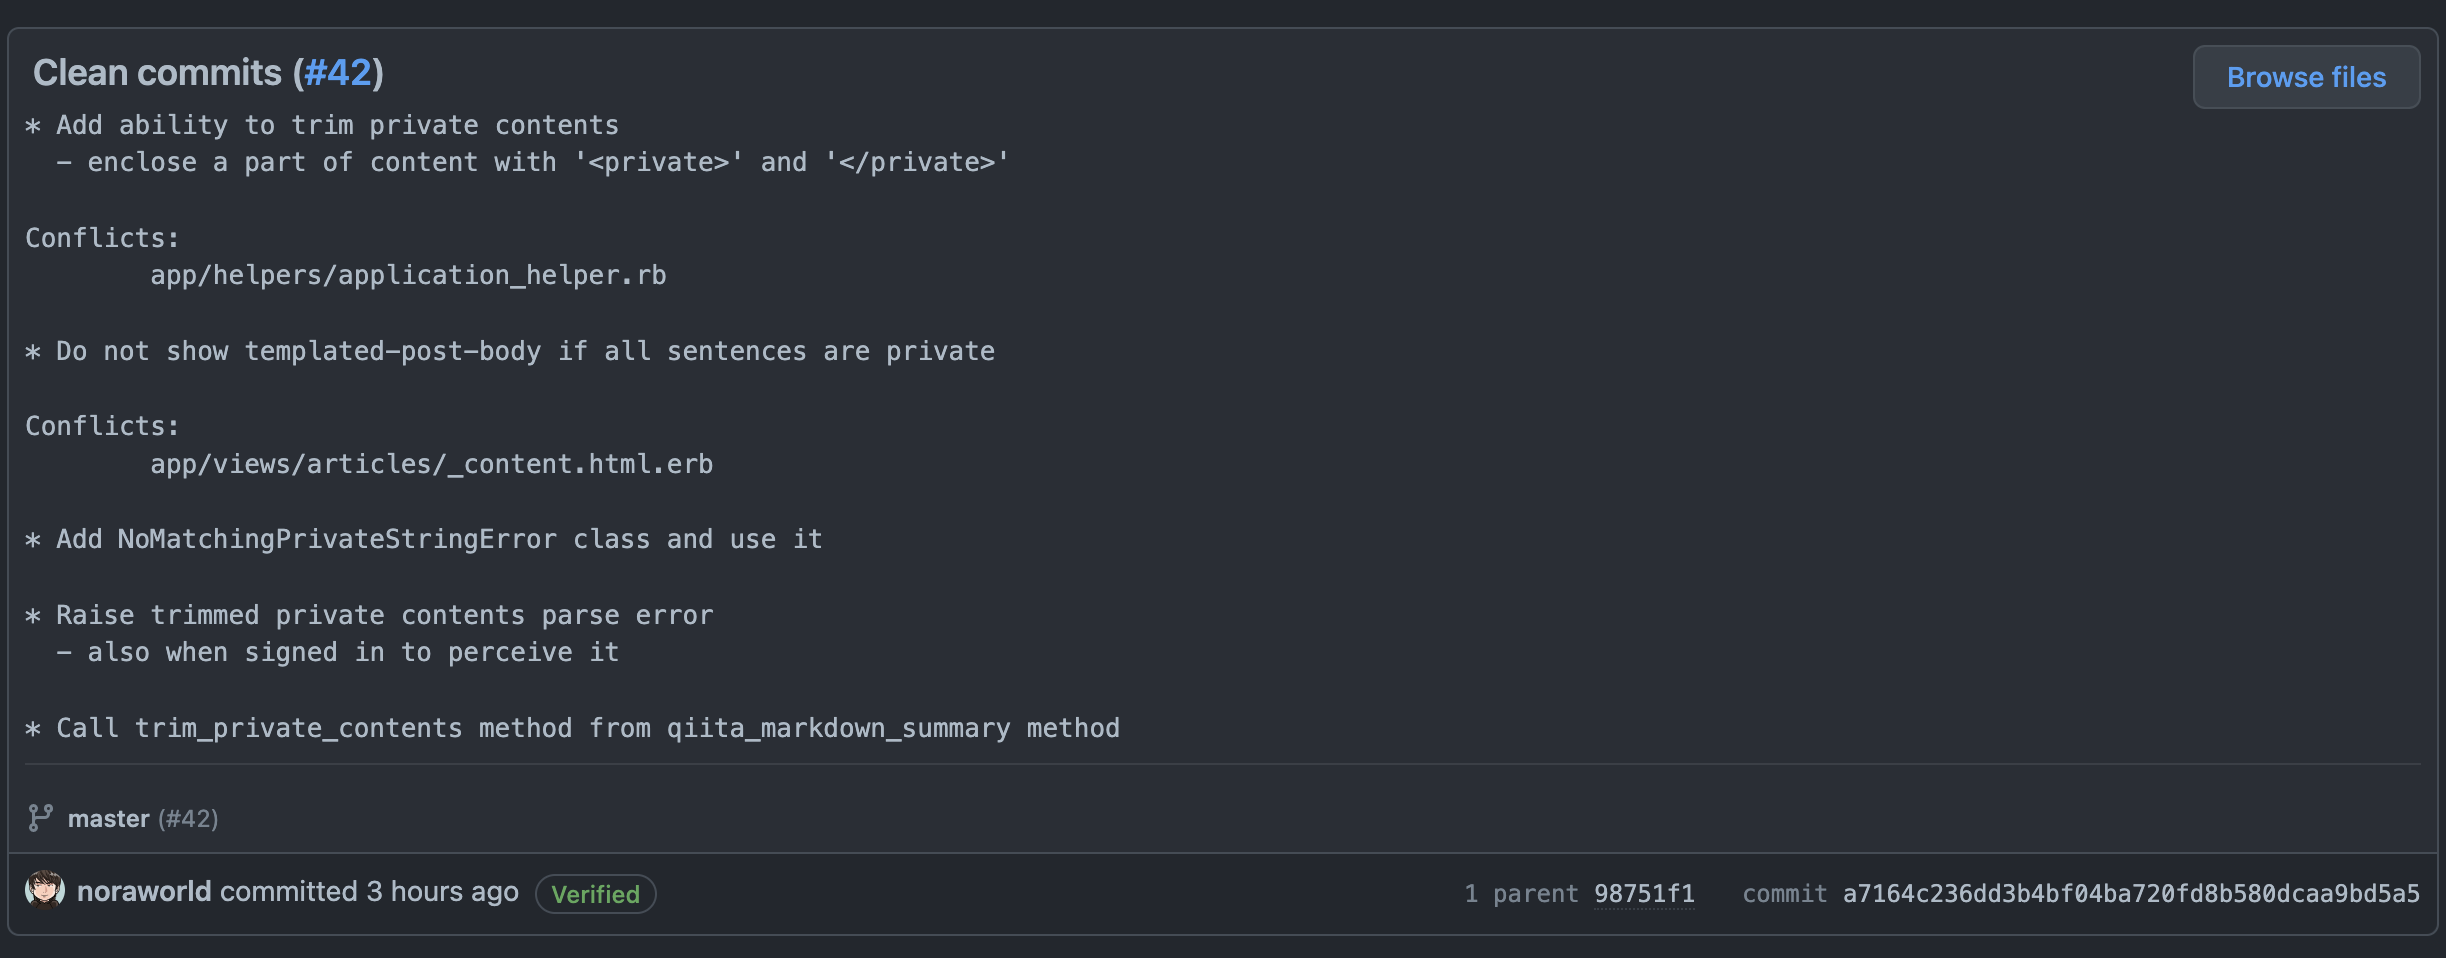 Clean commits (#42)
Browse files
* Add ability to trim private contents
  - enclose a part of content with '<private>' and '</private>'
Conflicts:
        app/helpers/application_helper.rb
* Do not show templated-post-body if all sentences are private
Conflicts:
        app/views/articles/_content.html.erb
* Add NoMatchingPrivateStringError class and use it
* Raise trimmed private contents parse error
  - also when signed in to perceive it
* Call trim_private_contents method from qiita_markdown_summary method
master (#42)
noraworld committed 3 hours ago Verified
1 parent 98751f1 commit a7164c236dd3b4bf04ba720fd8b580dcaa9bd5a5